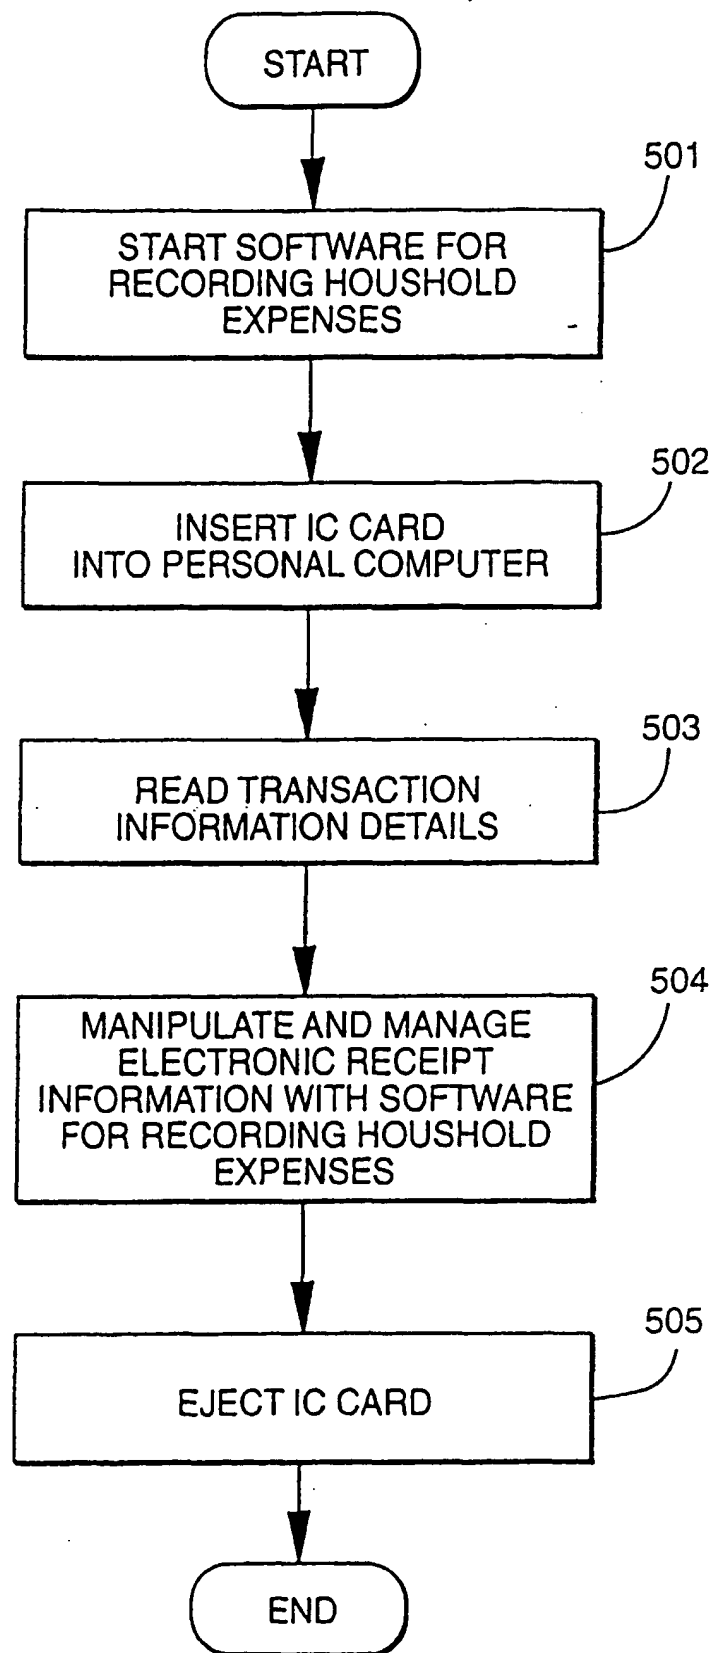 START
501
START SOFTWARE FOR
RECORDING HOUSHOLD
EXPENSES
502
INSERT IC CARD
INTO PERSONAL COMPUTER
503
READ TRANSACTION
INFORMATION DETAILS
504
MANIPULATE AND MANAGE
ELECTRONIC RECEIPT
INFORMATION WITH SOFTWARE
FOR RECORDING HOUSHOLD
EXPENSES
505
EJECT IC CARD
END